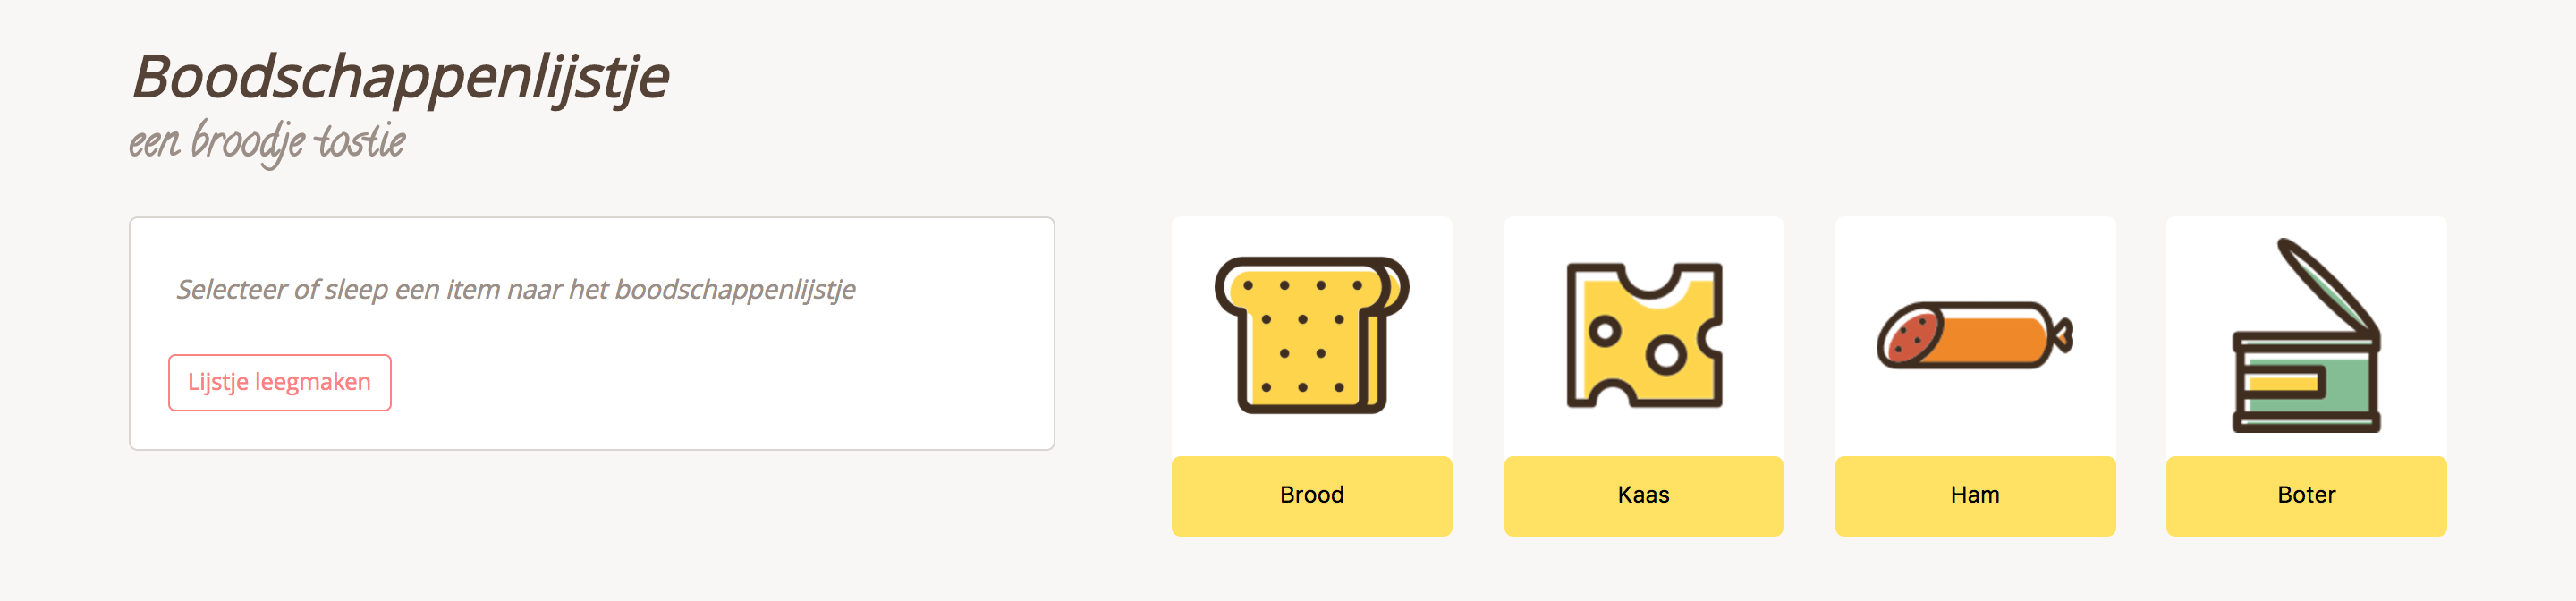 Boodschappenlijstje
een broodje tostie
Selecteer of sleep een item naar het boodschappenlijstje
Lijstje leegmaken
Brood
Kaas
Ham
Boter